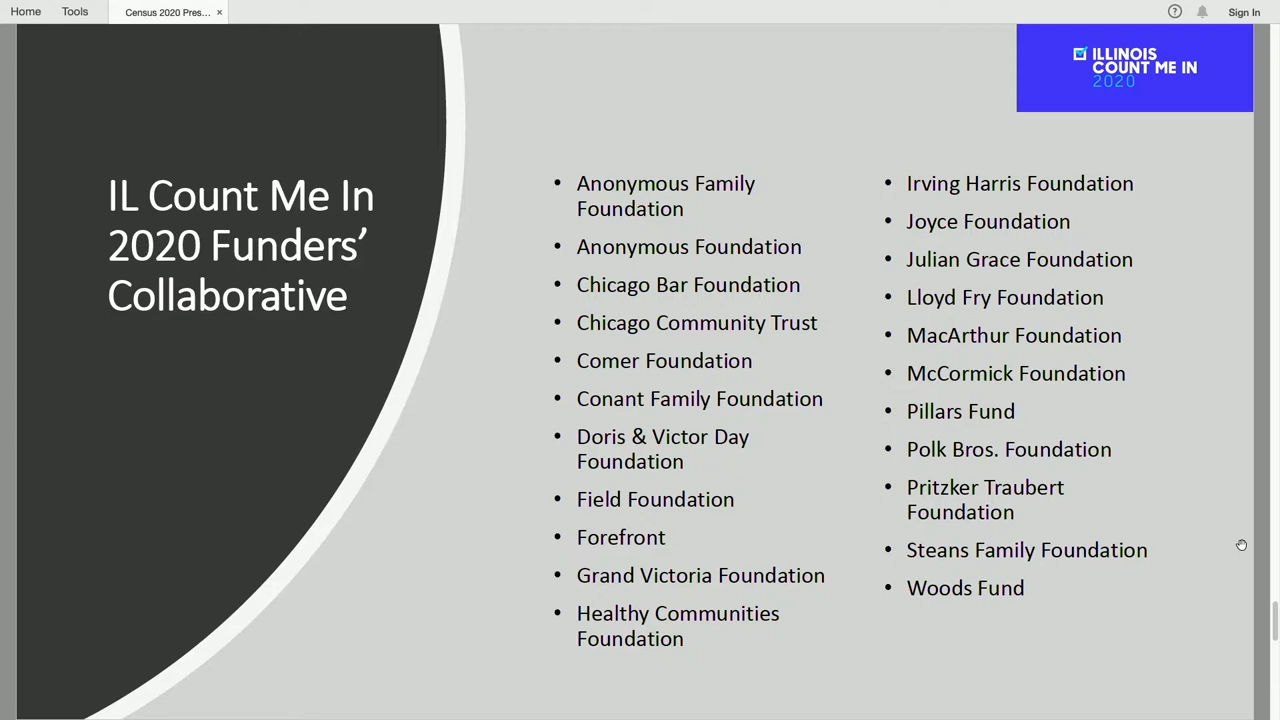 Home
Tools
Census 2020 Pres... ×
?
Sign In
ILLINOIS
COUNT ME IN
2020
IL Count Me In
2020 Funders’
Collaborative
• Anonymous Family
Foundation
• Anonymous Foundation
• Chicago Bar Foundation
• Chicago Community Trust
• Comer Foundation
• Conant Family Foundation
• Doris & Victor Day
Foundation
• Field Foundation
• Forefront
• Grand Victoria Foundation
• Healthy Communities
Foundation
• Irving Harris Foundation
• Joyce Foundation
• Julian Grace Foundation
• Lloyd Fry Foundation
• MacArthur Foundation
• McCormick Foundation
• Pillars Fund
• Polk Bros. Foundation
• Pritzker Traubert
Foundation
• Steans Family Foundation
• Woods Fund